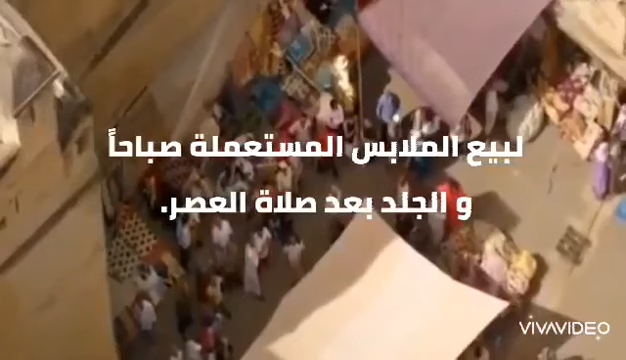 لبيع الملابس المستعملة صباحاً
و الجلد بعد صلاة العصر.
VIVAVIDEO